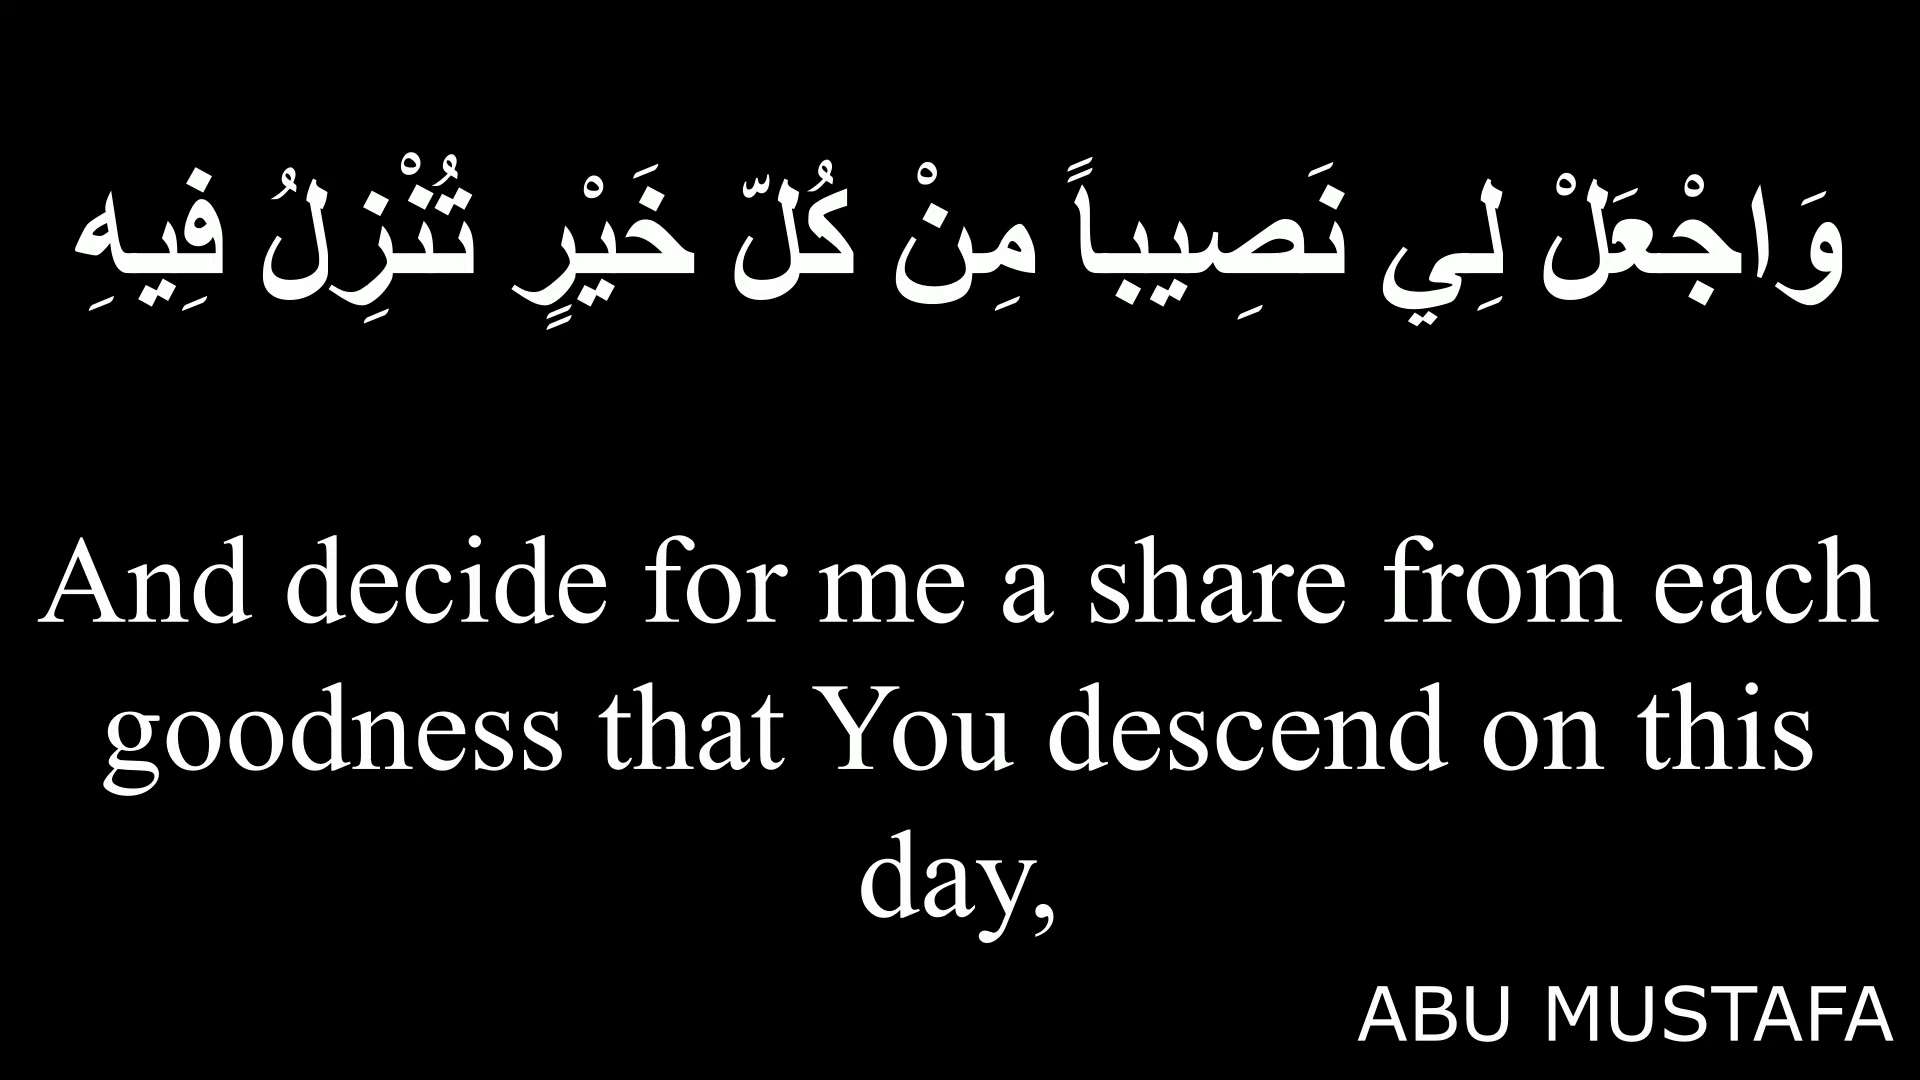 وَاجْعَلْ لِي نَصِيباً مِنْ كُلّ خَيْرٍ تُنْزِلُ فِيهِ
And decide for me a share from each
goodness that You descend on this
day,
ABU MUSTAFA